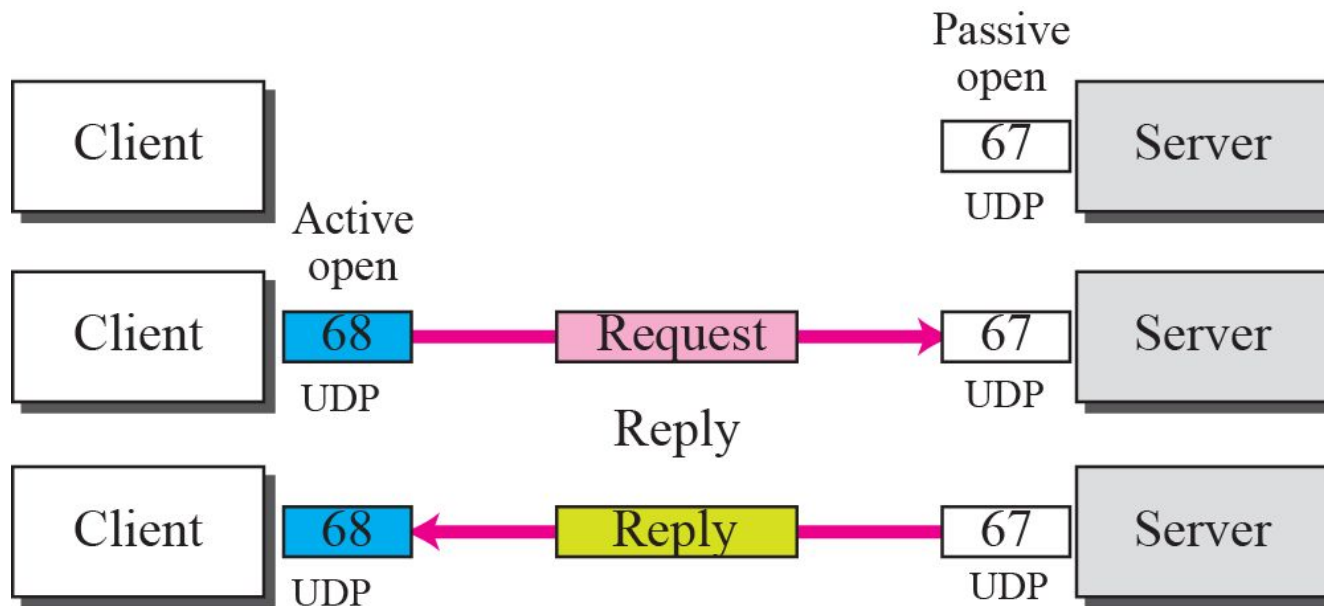 Passive
open
Client
67
Server
UDP
Active
open
Client
68
Request
67
Server
UDP
UDP
Reply
Client
68
Reply
67
Server
UDP
UDP